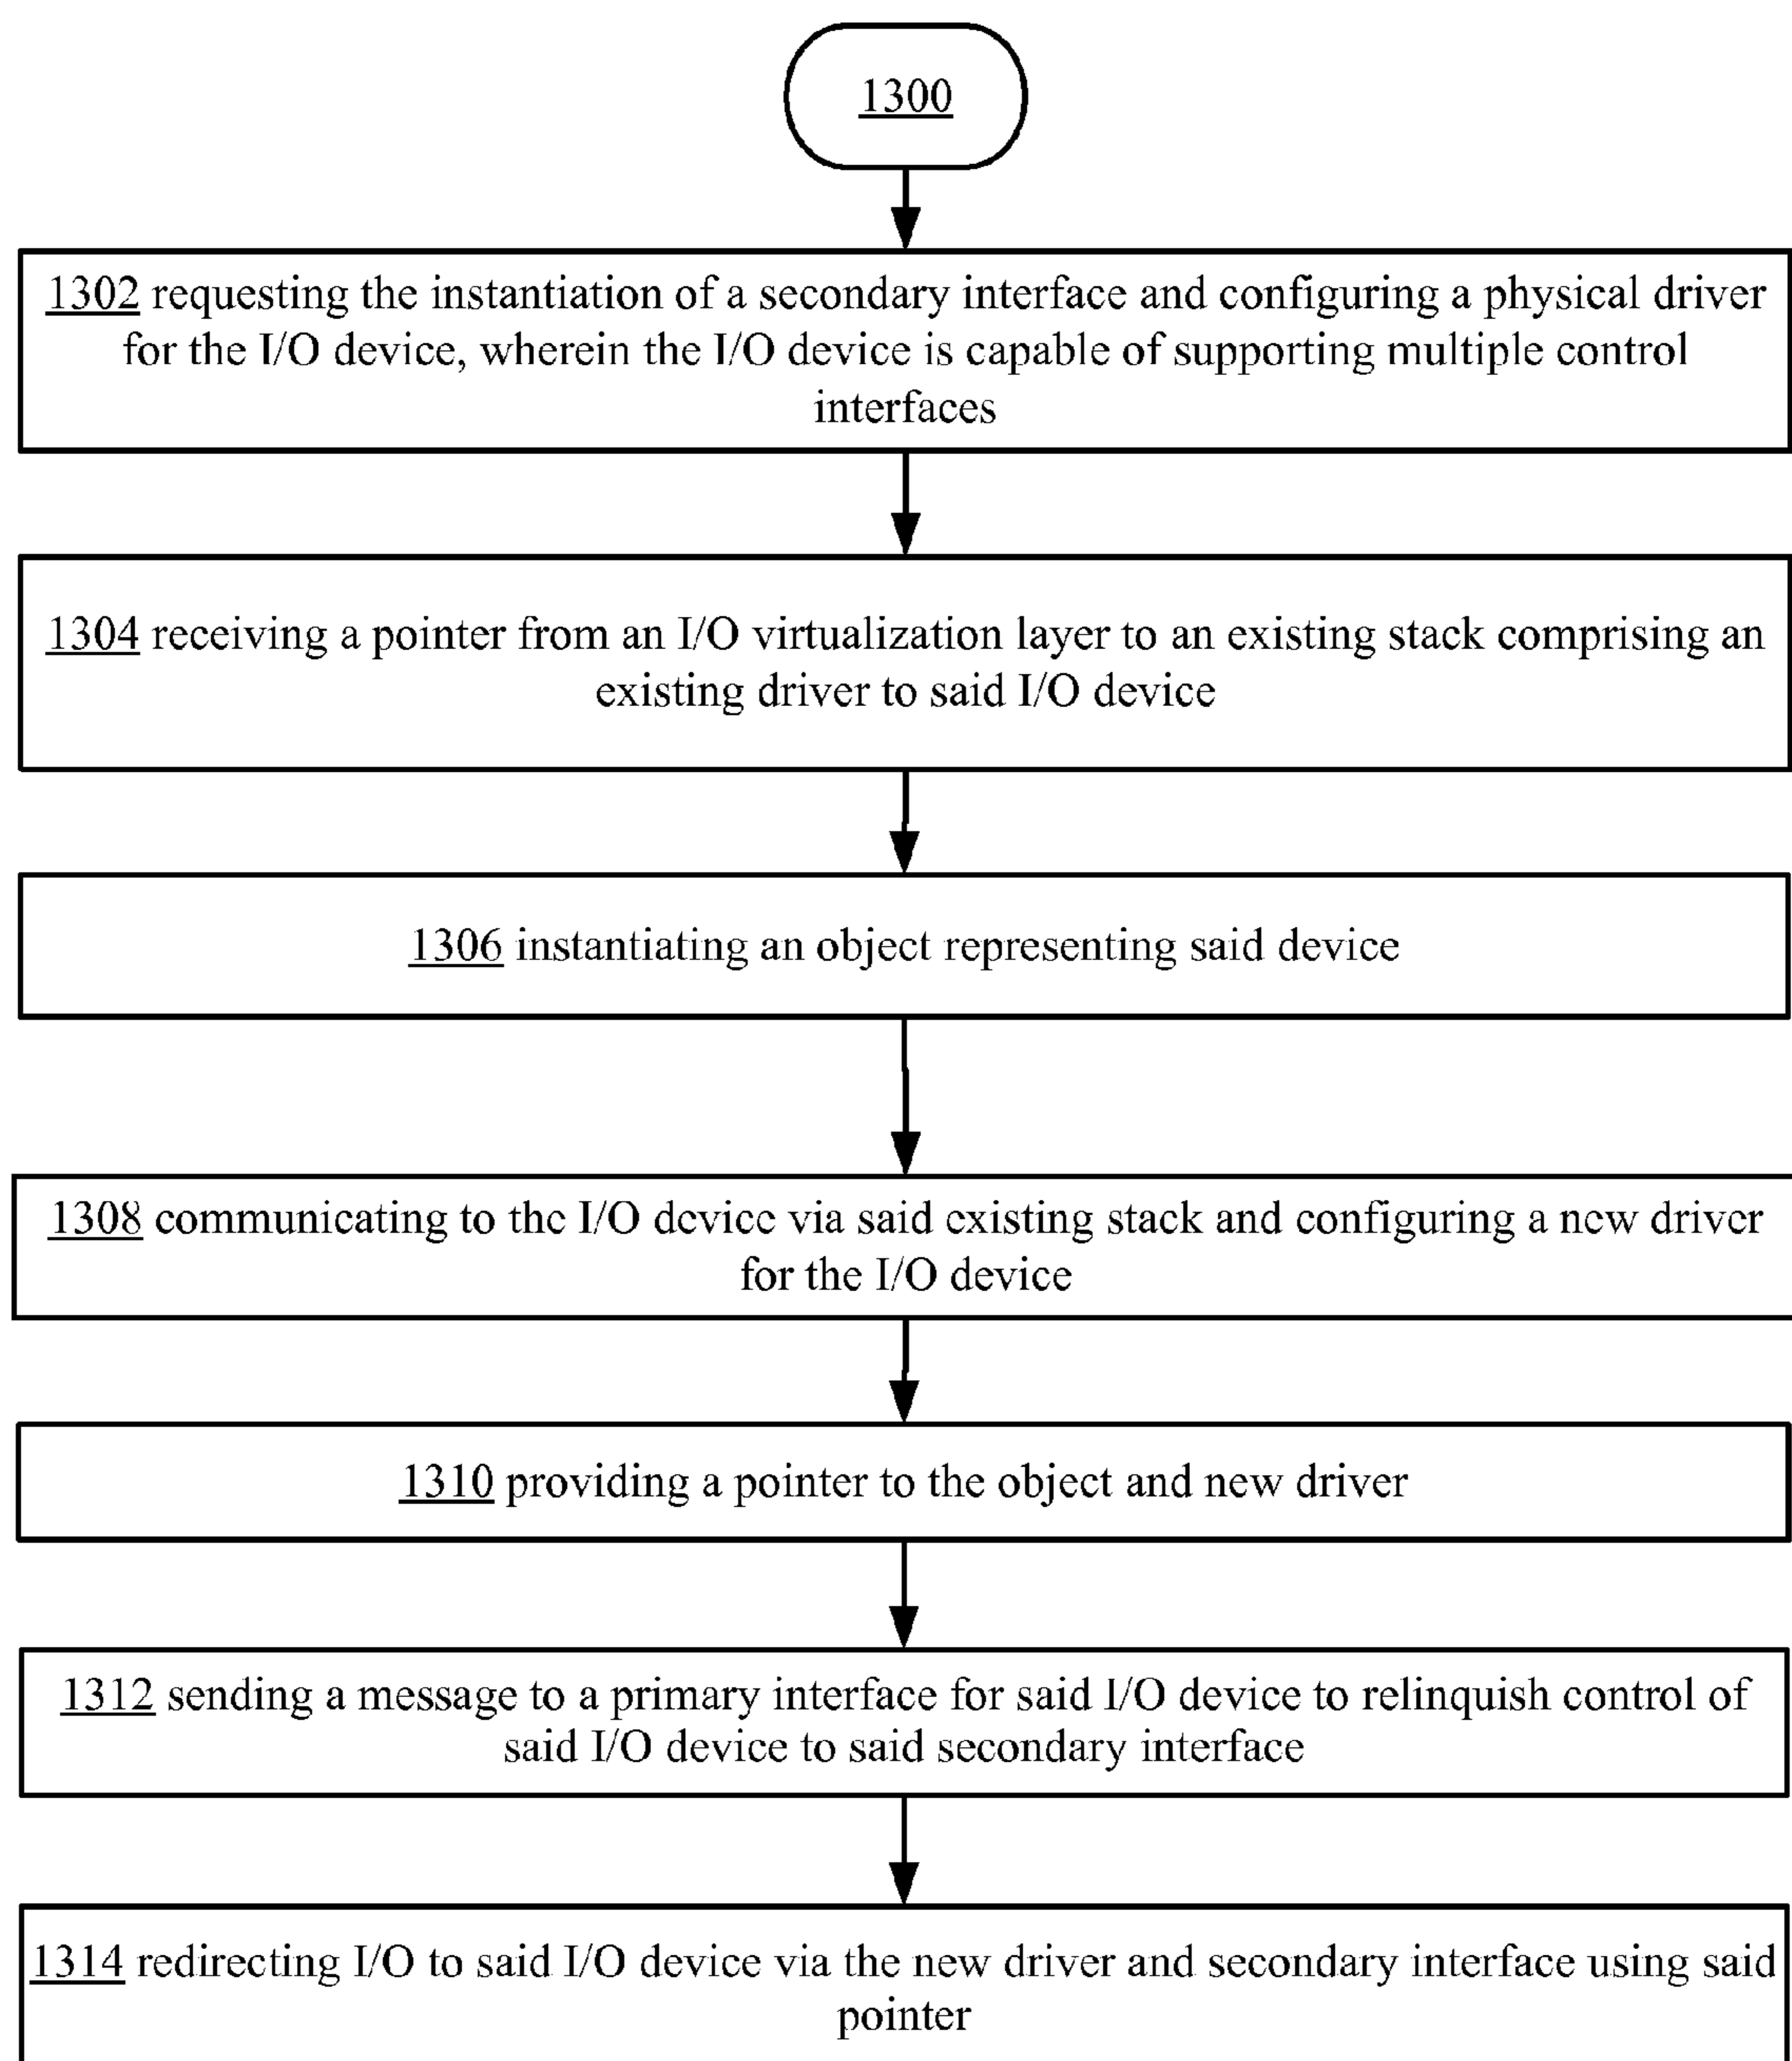 1300
1302 requesting the instantiation of a secondary interface and configuring a physical driver
for the I/O device, wherein the I/O device is capable of supporting multiple control
interfaces
1304 receiving a pointer from an I/O virtualization layer to an existing stack comprising an
existing driver to said I/O device
1306 instantiating an object representing said device
1308 communicating to the I/O device via said existing stack and configuring a new driver
for the I/O device
1310 providing a pointer to the object and new driver
1312 sending a message to a primary interface for said I/O device to relinquish control of
said I/O device to said secondary interface
1314 redirecting I/O to said I/O device via the new driver and secondary interface using said
pointer